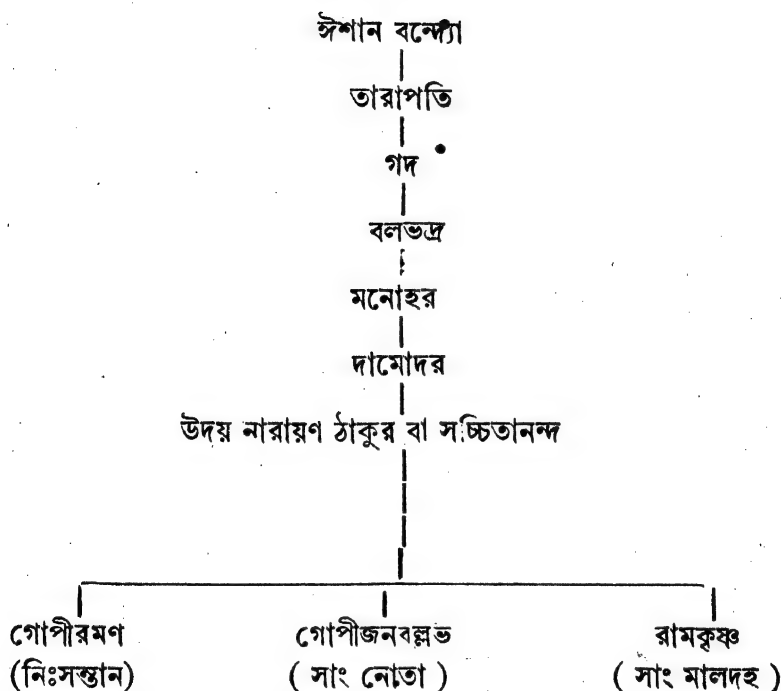 ঈশান বন্দ্যো
তারাপতি
গদ
বলভদ্র
মনোহর
দামোদর
উদয় নারায়ণ ঠাকুর বা সচ্চিতানন্দ
গোপীরমণ গোপীজনবল্লভ রামকৃষ্ণ
(নিঃসন্তান) ( সাং নোতা ) ( সাং মালদহ )